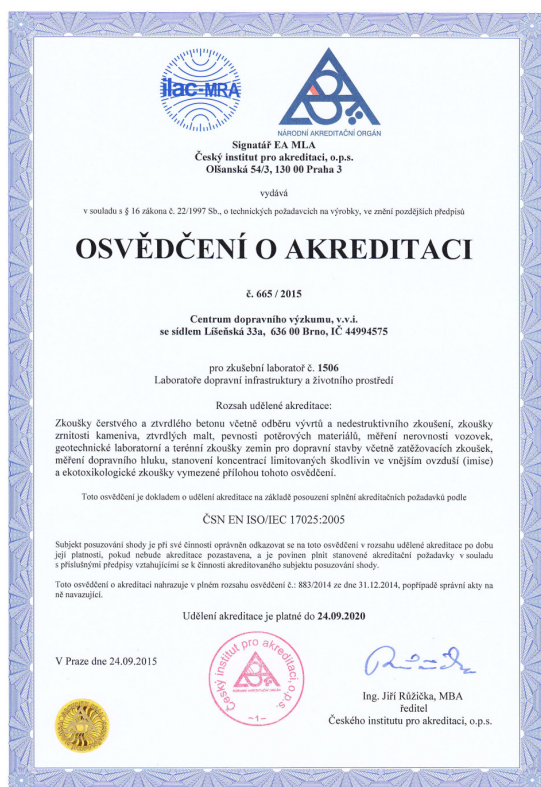 ilac-MRA
NÁRODNÍ AKREDITAČNÍ ORGÁN
Signatář EA MLA
Český institut pro akreditaci, o.p.s.
Olšanská 54/3, 130 00 Praha 3
vydává
v souladu s § 16 zákona č. 22/1997 Sb., o technických požadavcích na výrobky, ve znění pozdějších předpisů
OSVĚDČENÍ O AKREDITACI
č. 665 / 2015
Centrum dopravního výzkumu, v.v.i.
se sídlem Líšeňská 33a, 636 00 Brno, IČ 44994575
pro zkušební laboratoř č. 1506
Laboratoře dopravní infrastruktury a životního prostředí
Rozsah udělené akreditace:
Zkoušky čerstvého a ztvrdlého betonu včetně odběru vývrtů a nedestruktivního zkoušení, zkoušky
zrnitosti kameniva, ztvrdlých malt, pevnosti potěrových materiálů, měření nerovnosti vozovek,
geotechnické laboratorní a terénní zkoušky zemin pro dopravní stavby včetně zatěžovacích zkoušek,
měření dopravního hluku, stanovení koncentrací limitovaných škodlivin ve vnějším ovzduší (imise)
a ekotoxikologické zkoušky vymezené přílohou tohoto osvědčení.
Toto osvědčení je dokladem o udělení akreditace na základě posouzení splnění akreditačních požadavků podle
ČSN EN ISO/IEC 17025:2005
Subjekt posuzování shody je při své činnosti oprávněn odkazovat se na toto osvědčení v rozsahu udělené akreditace po dobu
její platnosti, pokud nebude akreditace pozastavena, a je povinen plnit stanovené akreditační požadavky v souladu
s příslušnými předpisy vztahujícími se k činnosti akreditovaného subjektu posuzování shody.
Toto osvědčení o akreditaci nahrazuje v plném rozsahu osvědčení č.: 883/2014 ze dne 31.12.2014, popřípadě správní akty na
ně navazující.
Udělení akreditace je platné do 24.09.2020
V Praze dne 24.09.2015
Český institut pro akreditaci, o.p.s.
NÁRODNÍ AKREDITAČNÍ ORGÁN
-1-
Ing. Jiří Růžička, MBA
ředitel
Českého institutu pro akreditaci, o.p.s.